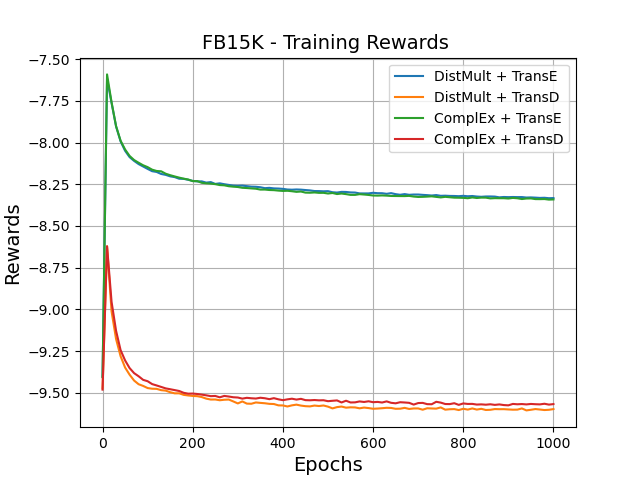 FB15K - Training Rewards
−7.50
−7.75
−8.00
−8.25
−8.50
−8.75
−9.00
−9.25
−9.50
Rewards
DistMult + TransE
DistMult + TransD
ComplEx + TransE
ComplEx + TransD
0 200 400 600 800 1000
Epochs